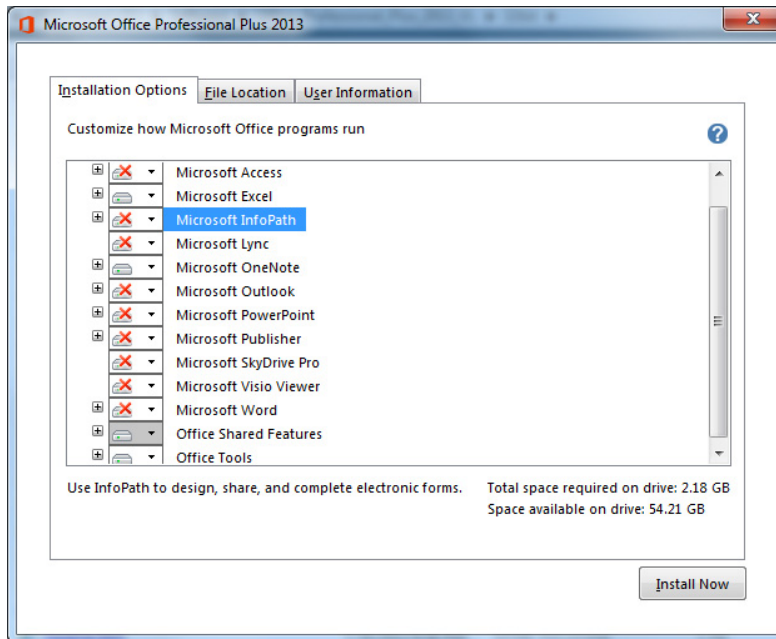 Microsoft Office Professional Plus 2013
Installation Options File Location User Information
Customize how Microsoft Office programs run
Microsoft Access
Microsoft Excel
Microsoft InfoPath
Microsoft Lync
Microsoft OneNote
Microsoft Outlook
Microsoft PowerPoint
Microsoft Publisher
Microsoft SkyDrive Pro
Microsoft Visio Viewer
Microsoft Word
Office Shared Features
Office Tools
Use InfoPath to design, share, and complete electronic forms.
Total space required on drive: 2.18 GB
Space available on drive: 54.21 GB
Install Now